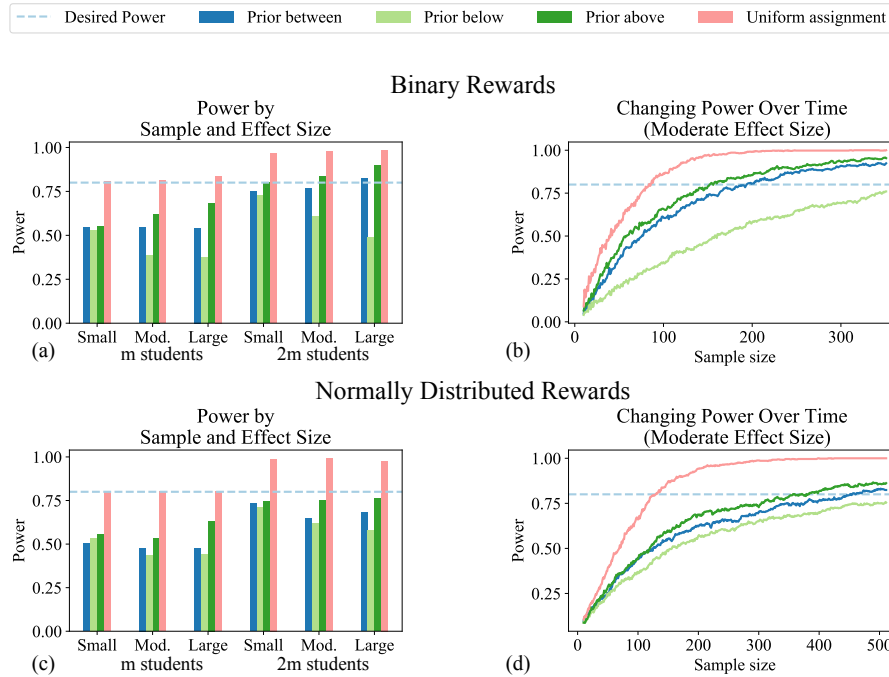 Desired Power Prior between Prior below Prior above Uniform assignment
Binary Rewards
Power by
Sample and Effect Size
1.00
0.75
0.50
0.25
0.00
Power
Small Mod. Large Small Mod. Large
m students 2m students
(a)
Changing Power Over Time
(Moderate Effect Size)
1.00
0.75
0.50
0.25
0.00
Power
0 100 200 300
Sample size
(b)
Normally Distributed Rewards
Power by
Sample and Effect Size
1.00
0.75
0.50
0.25
0.00
Power
Small Mod. Large Small Mod. Large
m students 2m students
(c)
Changing Power Over Time
(Moderate Effect Size)
1.00
0.75
0.50
0.25
Power
0 100 200 300 400 500
Sample size
(d)